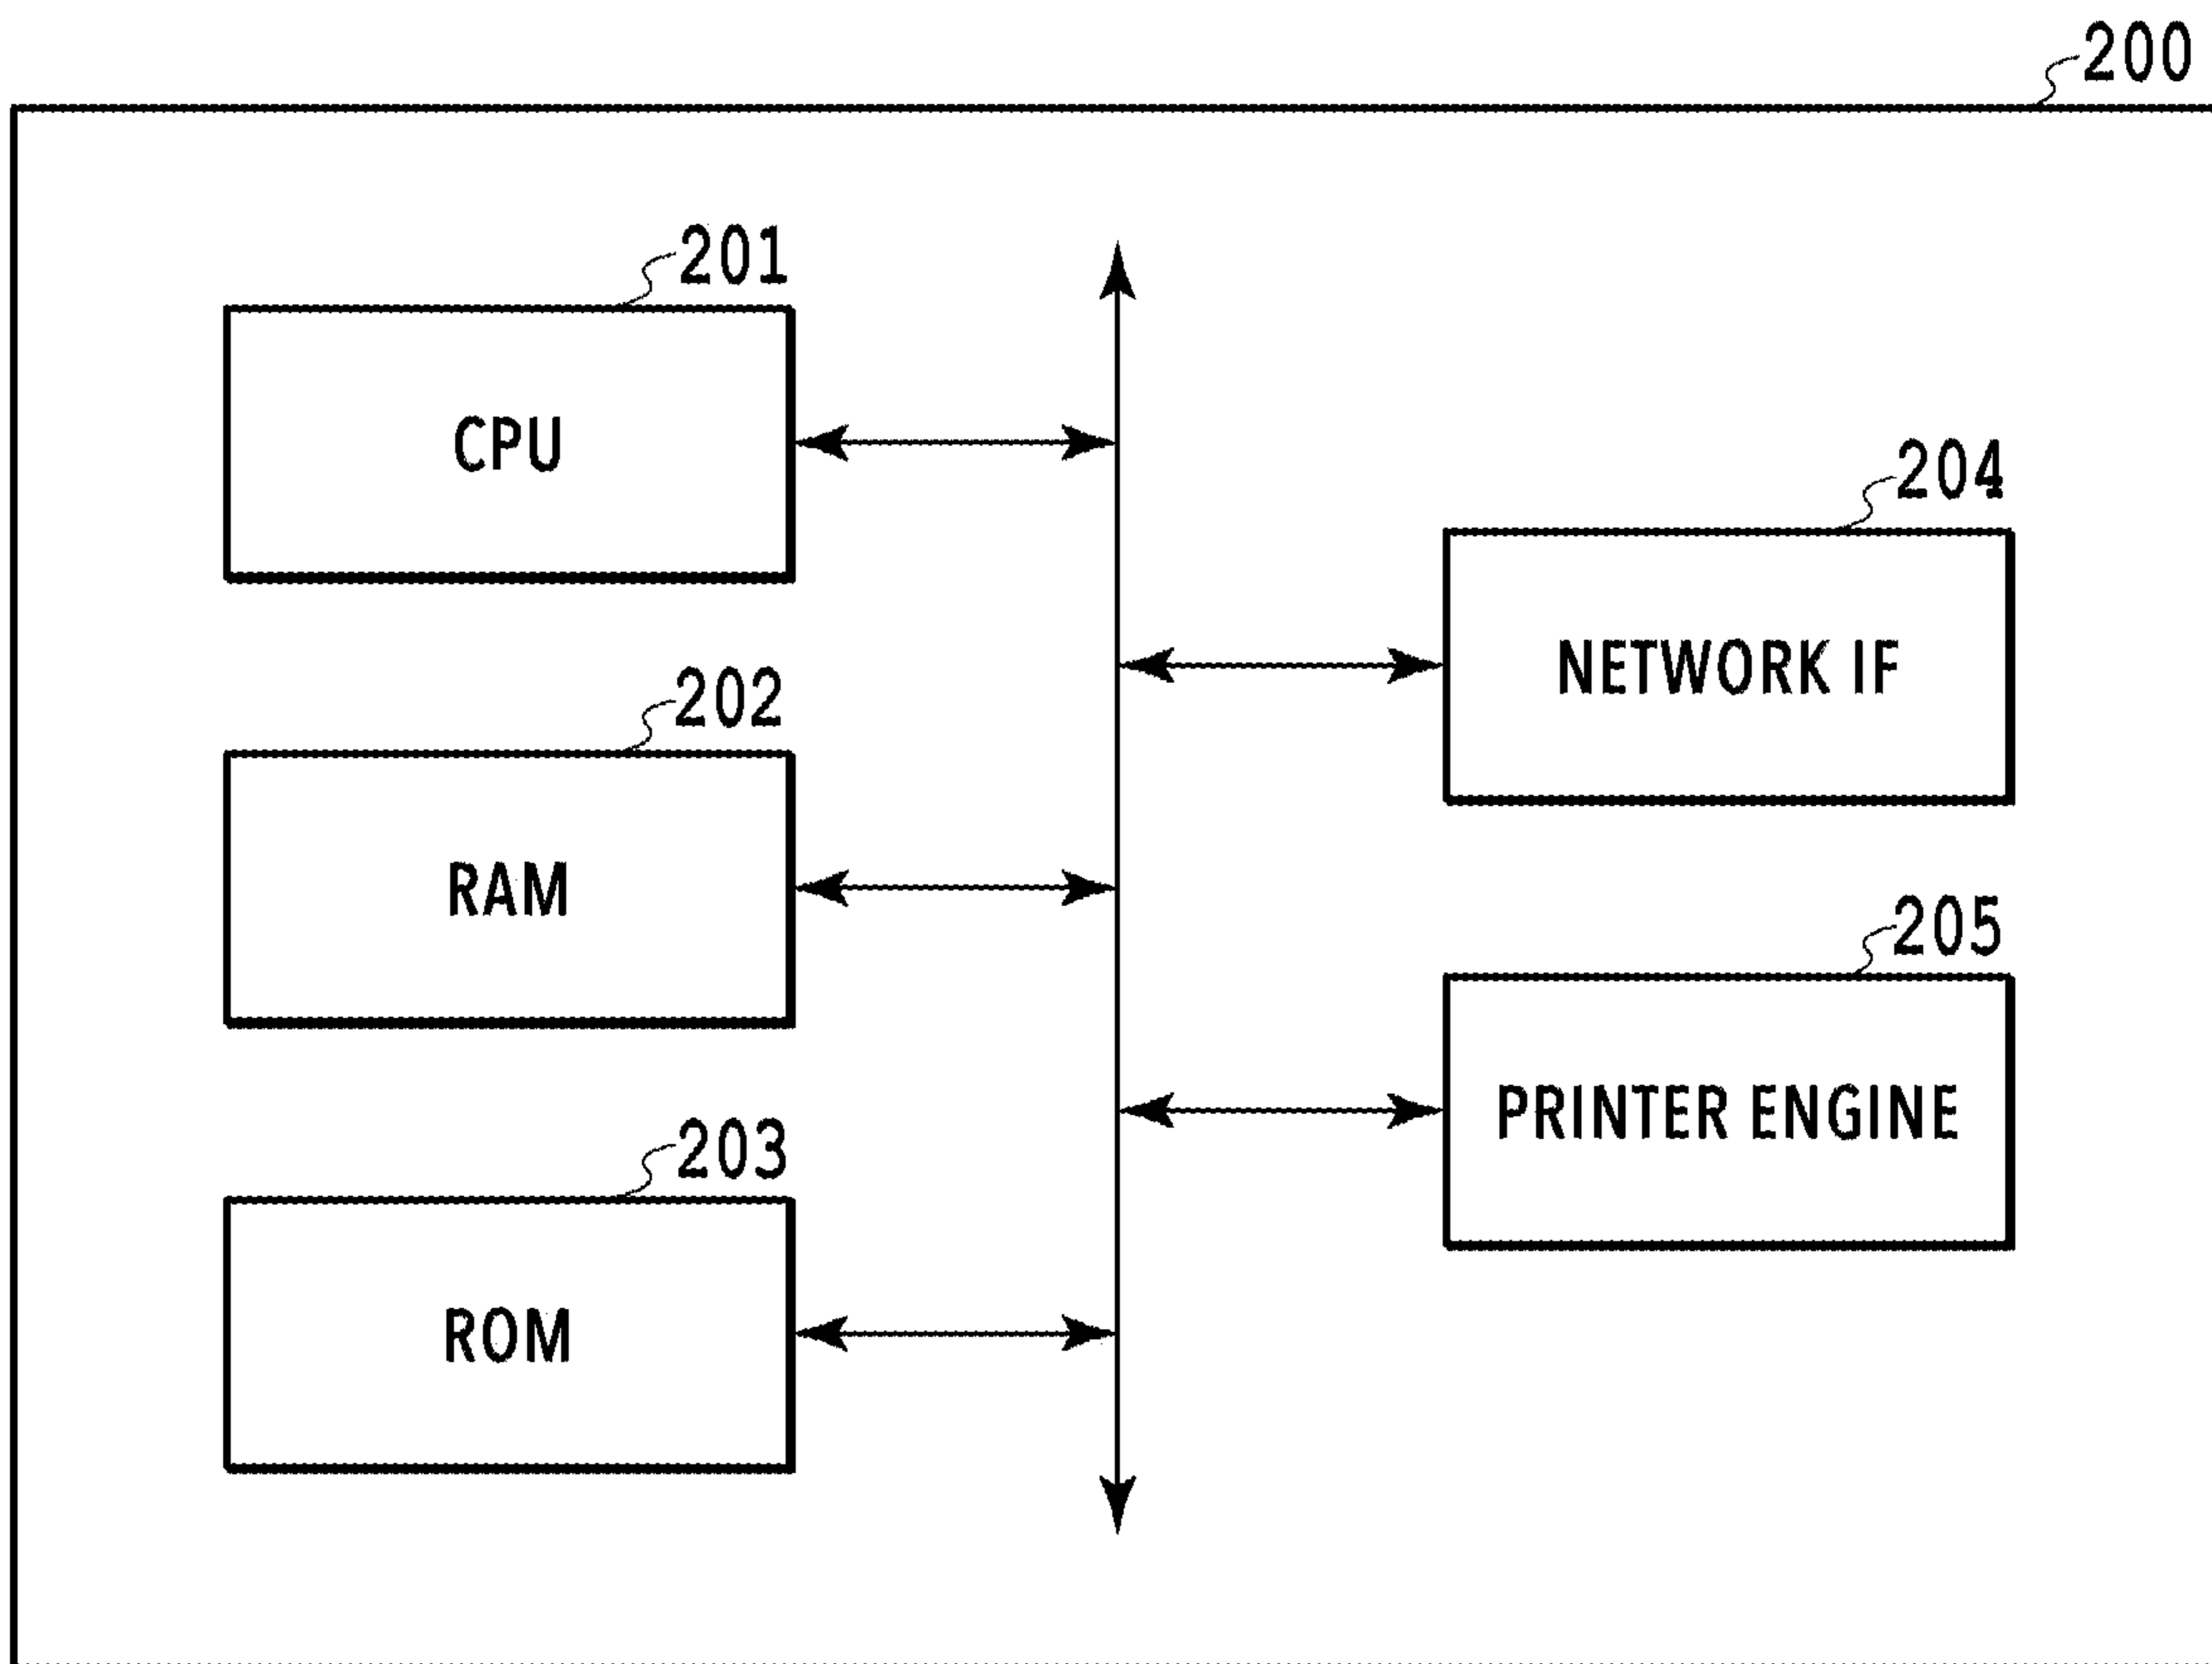 200
201
CPU
204
NETWORK IF
202
RAM
205
PRINTER ENGINE
203
ROM